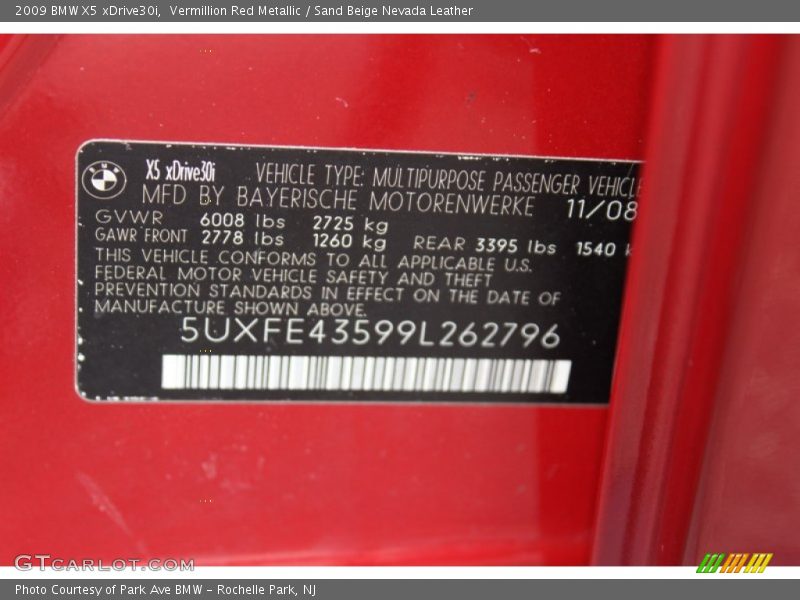 2009 BMW X5 xDrive30i, Vermillion Red Metallic / Sand Beige Nevada Leather
BMW X5 xDrive30i VEHICLE TYPE: MULTIPURPOSE PASSENGER VEHICLE
MFD BY BAYERISCHE MOTORENWERKE 11/08
GVWR 6008 lbs 2725 kg
GAWR FRONT 2778 lbs 1260 kg REAR 3395 lbs 1540 k
THIS VEHICLE CONFORMS TO ALL APPLICABLE U.S.
FEDERAL MOTOR VEHICLE SAFETY AND THEFT
PREVENTION STANDARDS IN EFFECT ON THE DATE OF
MANUFACTURE SHOWN ABOVE.
5UXFE43599L262796
GTCARLOT.COM
Photo Courtesy of Park Ave BMW - Rochelle Park, NJ